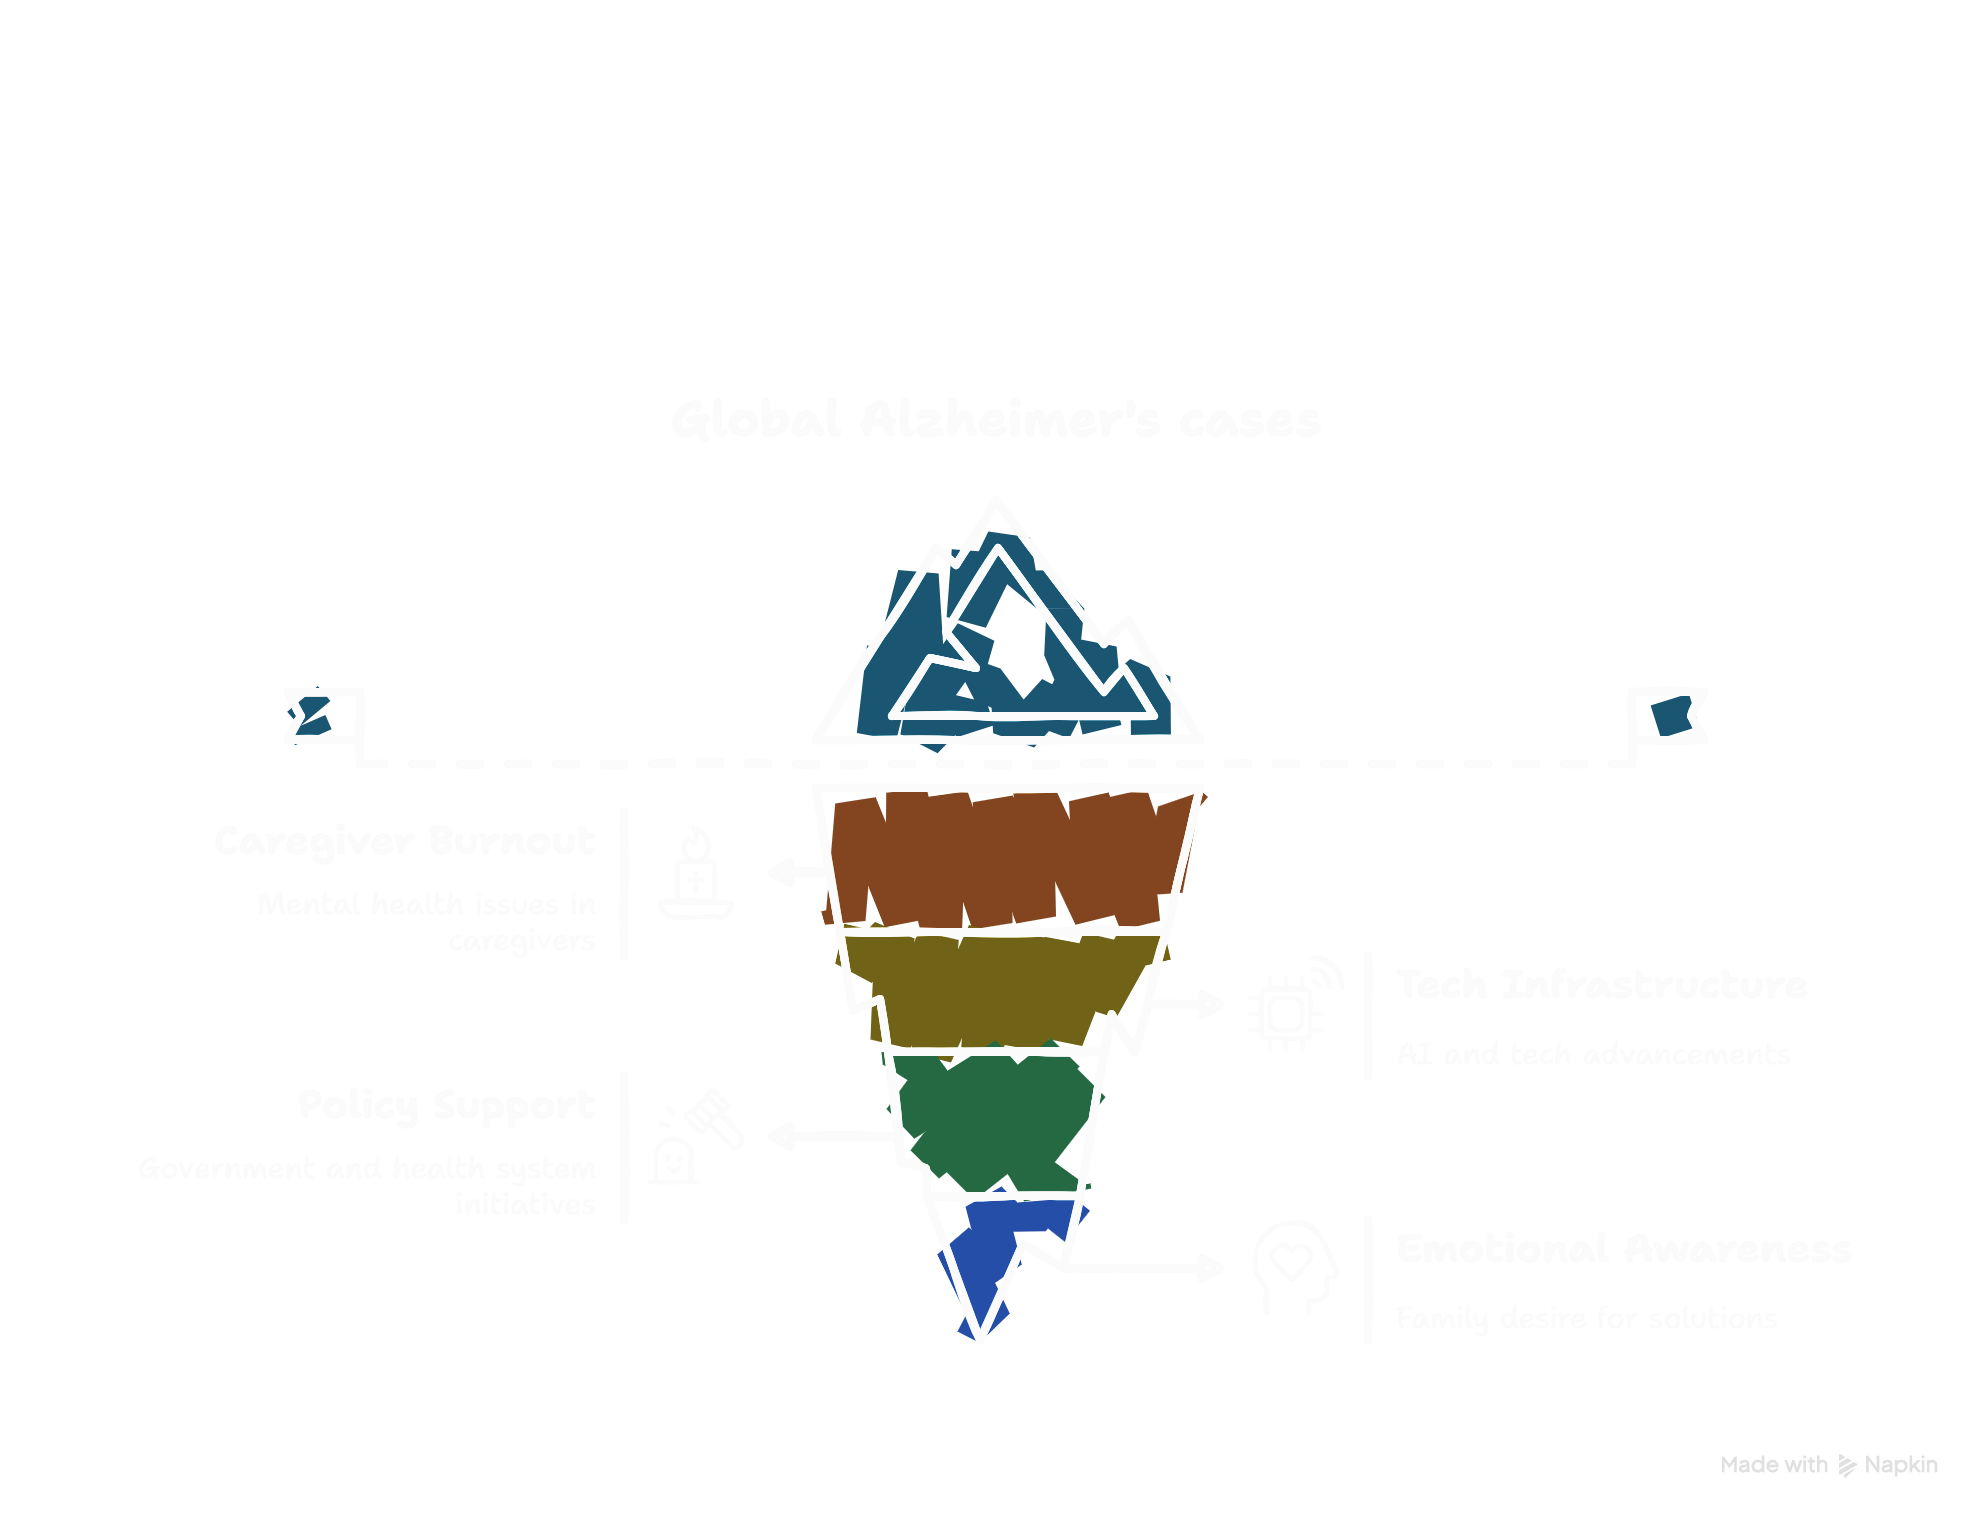 Global Alzheimer's cases
Caregiver Burnout
Mental health issues in
caregivers
Tech Infrastructure
AI and tech advancements
Policy Support
Government and health system
initiatives
Emotional Awareness
Family desire for solutions
Made with Napkin